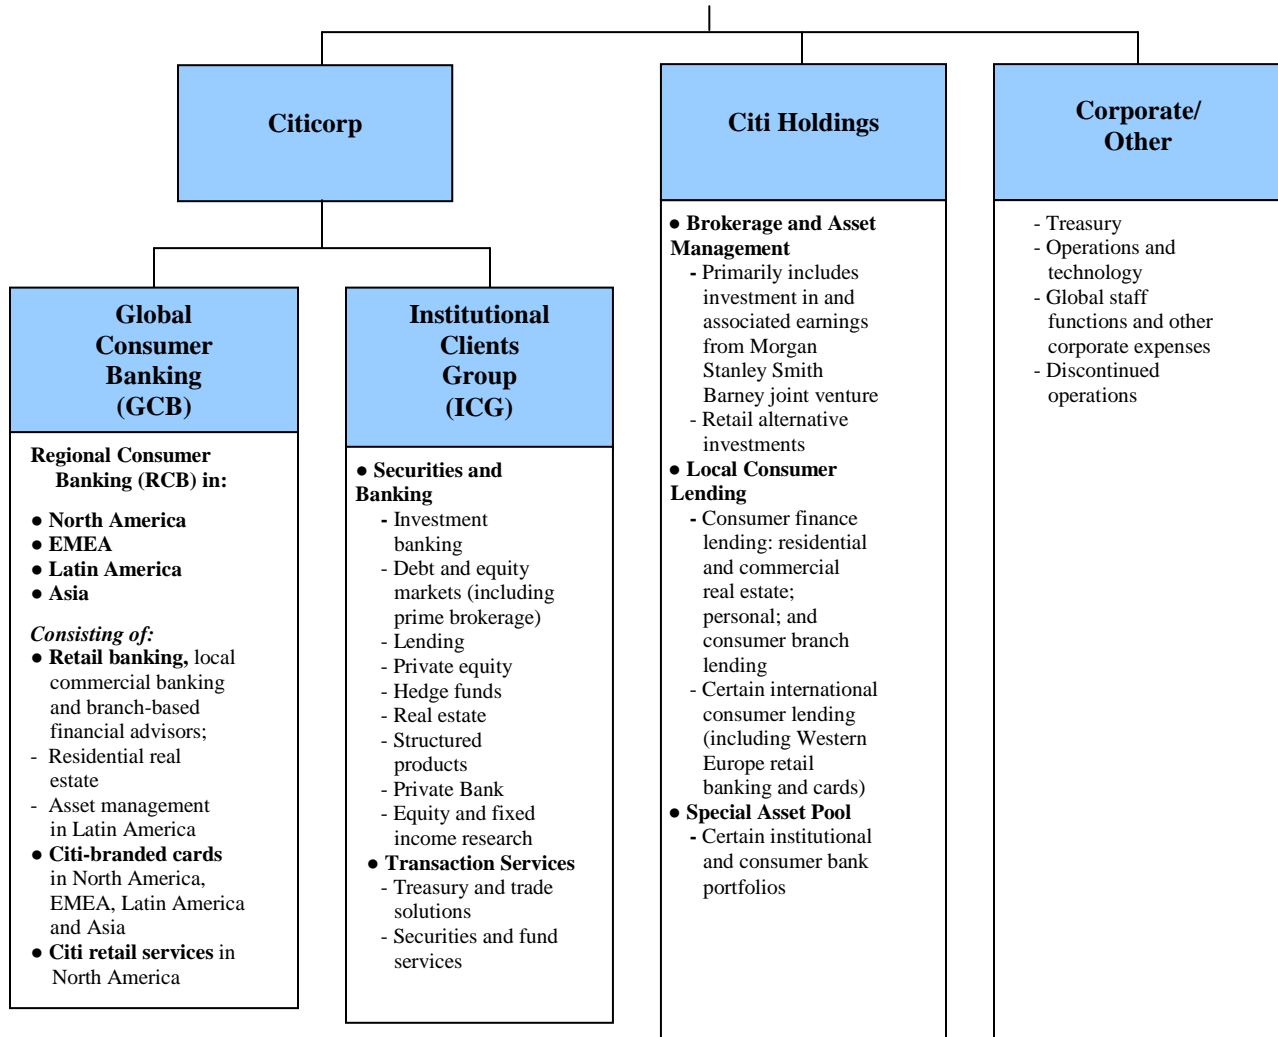 Citicorp
Citi Holdings
Corporate/
Other
Global
Consumer
Banking
(GCB)
Regional Consumer
Banking (RCB) in:
● North America
● EMEA
● Latin America
● Asia
Consisting of:
● Retail banking, local
commercial banking
and branch-based
financial advisors;
- Residential real
estate
- Asset management
in Latin America
● Citi-branded cards
in North America,
EMEA, Latin America
and Asia
● Citi retail services in
North America
Institutional
Clients
Group
(ICG)
● Securities and
Banking
- Investment
banking
- Debt and equity
markets (including
prime brokerage)
- Lending
- Private equity
- Hedge funds
- Real estate
- Structured
products
- Private Bank
- Equity and fixed
income research
● Transaction Services
- Treasury and trade
solutions
- Securities and fund
services
● Brokerage and Asset
Management
- Primarily includes
investment in and
associated earnings
from Morgan
Stanley Smith
Barney joint venture
- Retail alternative
investments
● Local Consumer
Lending
- Consumer finance
lending: residential
and commercial
real estate;
personal; and
consumer branch
lending
- Certain international
consumer lending
(including Western
Europe retail
banking and cards)
● Special Asset Pool
- Certain institutional
and consumer bank
portfolios
- Treasury
- Operations and
technology
- Global staff
functions and other
corporate expenses
- Discontinued
operations